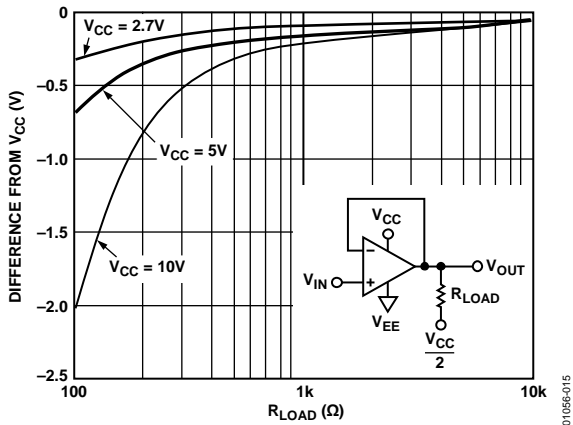 0
–0.5
–1.0
–1.5
–2.0
–2.5
DIFFERENCE FROM VCC (V)
VCC = 2.7V
VCC = 5V
VCC = 10V
VCC
–
+
VIN
VOUT
VEE
RLOAD
VCC
2
100
1k
10k
RLOAD (Ω)
01056-015